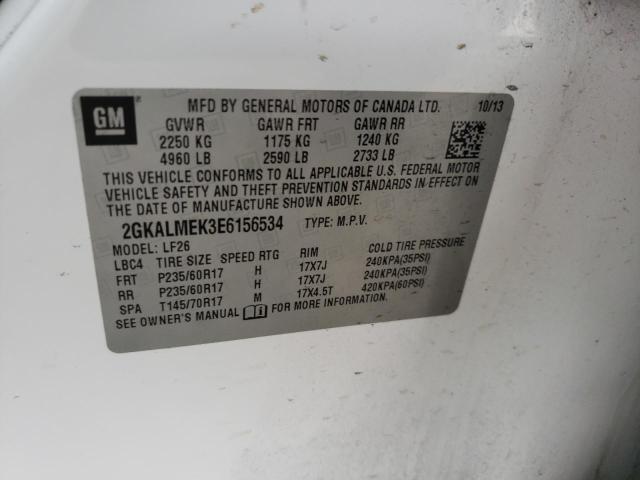 GM
MFD BY GENERAL MOTORS OF CANADA LTD. 10/13
GVWR GAWR FRT GAWR RR
2250 KG 1175 KG 1240 KG
4960 LB 2590 LB 2733 LB
THIS VEHICLE CONFORMS TO ALL APPLICABLE U.S. FEDERAL MOTOR
VEHICLE SAFETY AND THEFT PREVENTION STANDARDS IN EFFECT ON
THE DATE OF MANUFACTURE SHOWN ABOVE.
2GKALMEK3E6156534 TYPE: M.P.V.
MODEL: LF26
LBC4 TIRE SIZE SPEED RTG RIM COLD TIRE PRESSURE
FRT P235/60R17 H 17X7J 240KPA(35PSI)
RR P235/60R17 H 17X7J 240KPA(35PSI)
SPA T145/70R17 M 17X4.5T 420KPA(60PSI)
SEE OWNER'S MANUAL FOR MORE INFORMATION.